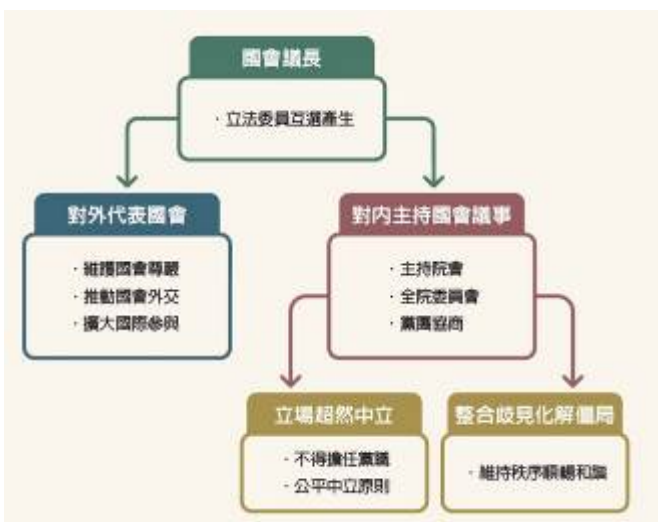 國會議長
·立法委員互選產生
對外代表國會
·維護國會尊嚴
·推動國會外交
·擴大國際參與
對內主持國會議事
·主持院會
·全院委員會
·黨團協商
立場超然中立
·不得擔任黨職
·公平中立原則
整合歧見化解僵局
·維持秩序順暢和諧